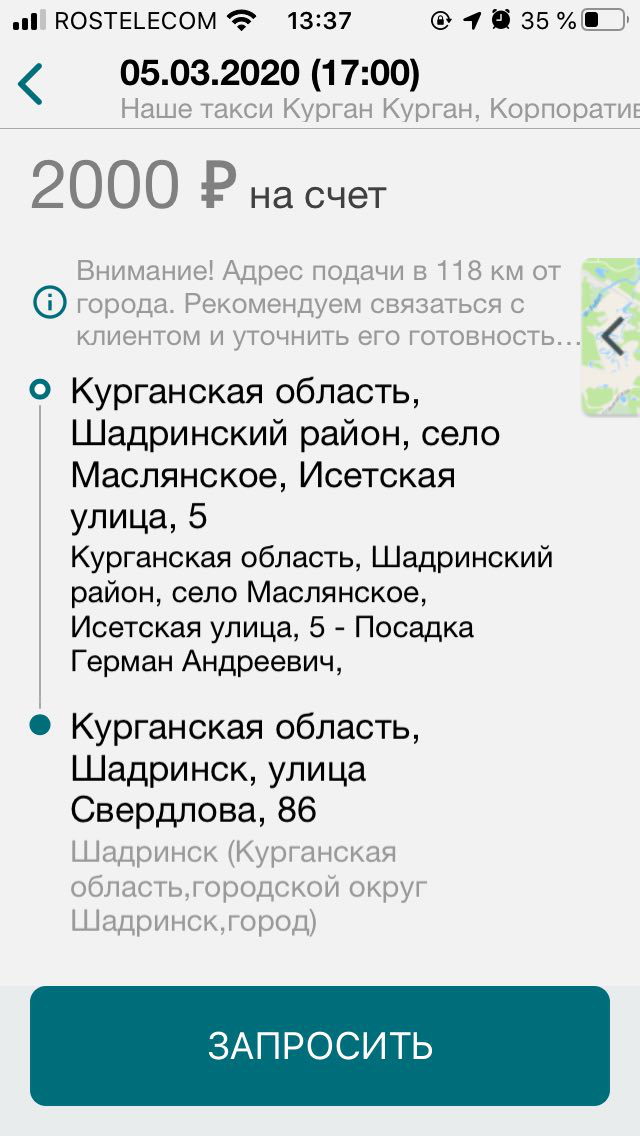 ROSTELECOM 13:37 35 %
05.03.2020 (17:00)
Наше такси Курган Курган, Корпоратив
2000 ₽ на счет
Внимание! Адрес подачи в 118 км от
города. Рекомендуем связаться с
клиентом и уточнить его готовность…
Курганская область,
Шадринский район, село
Маслянское, Исетская
улица, 5
Курганская область, Шадринский
район, село Маслянское,
Исетская улица, 5 - Посадка
Герман Андреевич,
Курганская область,
Шадринск, улица
Свердлова, 86
Шадринск (Курганская
область,городской округ
Шадринск,город)
ЗАПРОСИТЬ